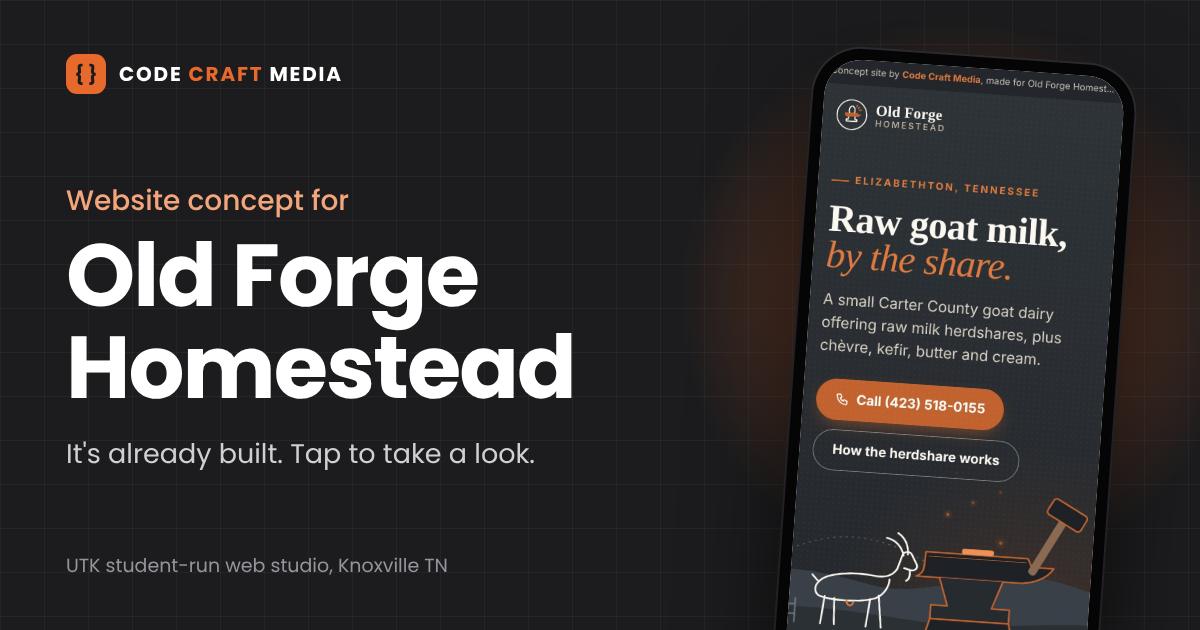 { } CODE CRAFT MEDIA
Website concept for
Old Forge
Homestead
It's already built. Tap to take a look.
UTK student-run web studio, Knoxville TN
concept site by Code Craft Media, made for Old Forge Homest...
Old Forge
HOMESTEAD
— ELIZABETHTON, TENNESSEE
Raw goat milk,
by the share.
A small Carter County goat dairy
offering raw milk herdshares, plus
chèvre, kefir, butter and cream.
Call (423) 518-0155
How the herdshare works